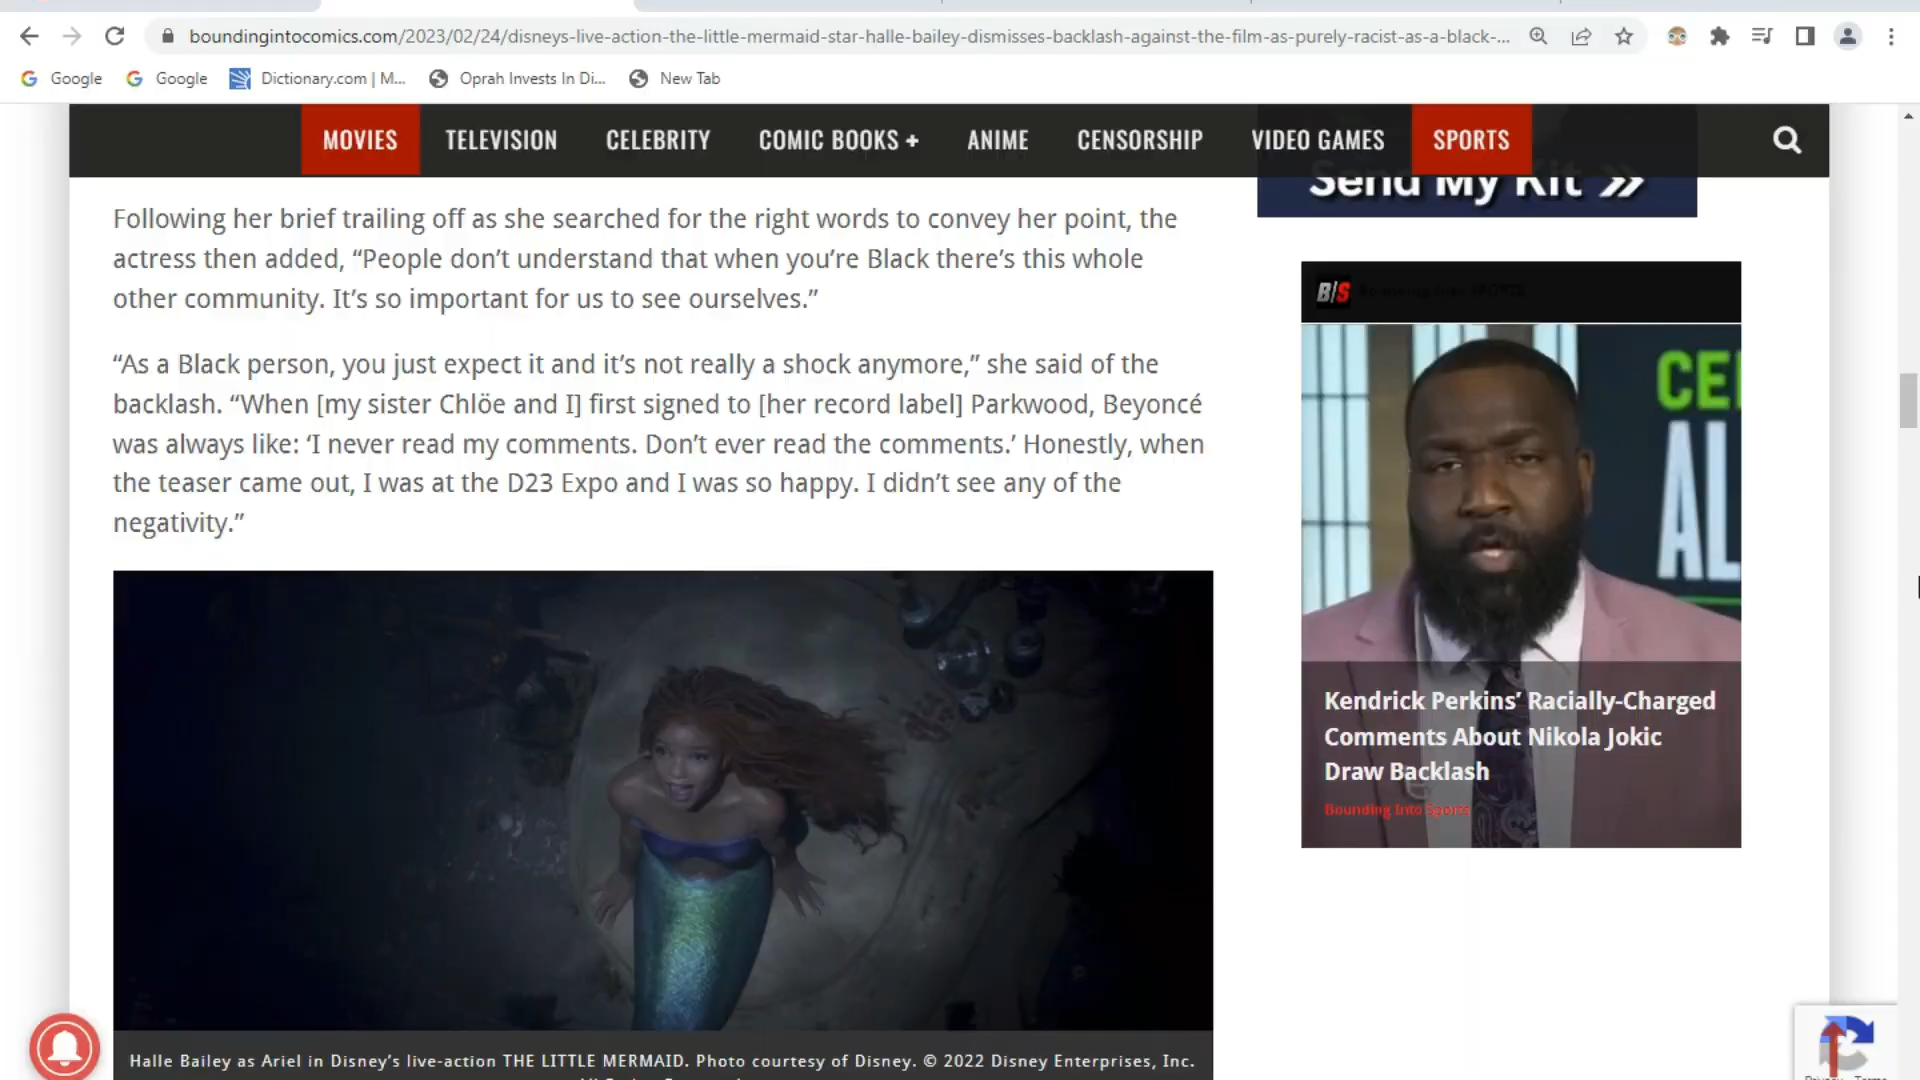 boundingintocomics.com/2023/02/24/disneys-live-action-the-little-mermaid-star-halle-bailey-dismisses-backlash-against-the-film-as-purely-racist-as-a-black-...
Google
Google
Dictionary.com | M...
Oprah Invests In Di...
New Tab
MOVIES
TELEVISION
CELEBRITY
COMIC BOOKS +
ANIME
CENSORSHIP
VIDEO GAMES
SPORTS
Send My Kit »
Following her brief trailing off as she searched for the right words to convey her point, the
actress then added, “People don’t understand that when you’re Black there’s this whole
other community. It’s so important for us to see ourselves.”
“As a Black person, you just expect it and it’s not really a shock anymore,” she said of the
backlash. “When [my sister Chlöe and I] first signed to [her record label] Parkwood, Beyoncé
was always like: ‘I never read my comments. Don’t ever read the comments.’ Honestly, when
the teaser came out, I was at the D23 Expo and I was so happy. I didn’t see any of the
negativity.”
Halle Bailey as Ariel in Disney’s live-action THE LITTLE MERMAID. Photo courtesy of Disney. © 2022 Disney Enterprises, Inc.
B/S
CE
AL
Kendrick Perkins’ Racially-Charged
Comments About Nikola Jokic
Draw Backlash
Bounding Into Sports